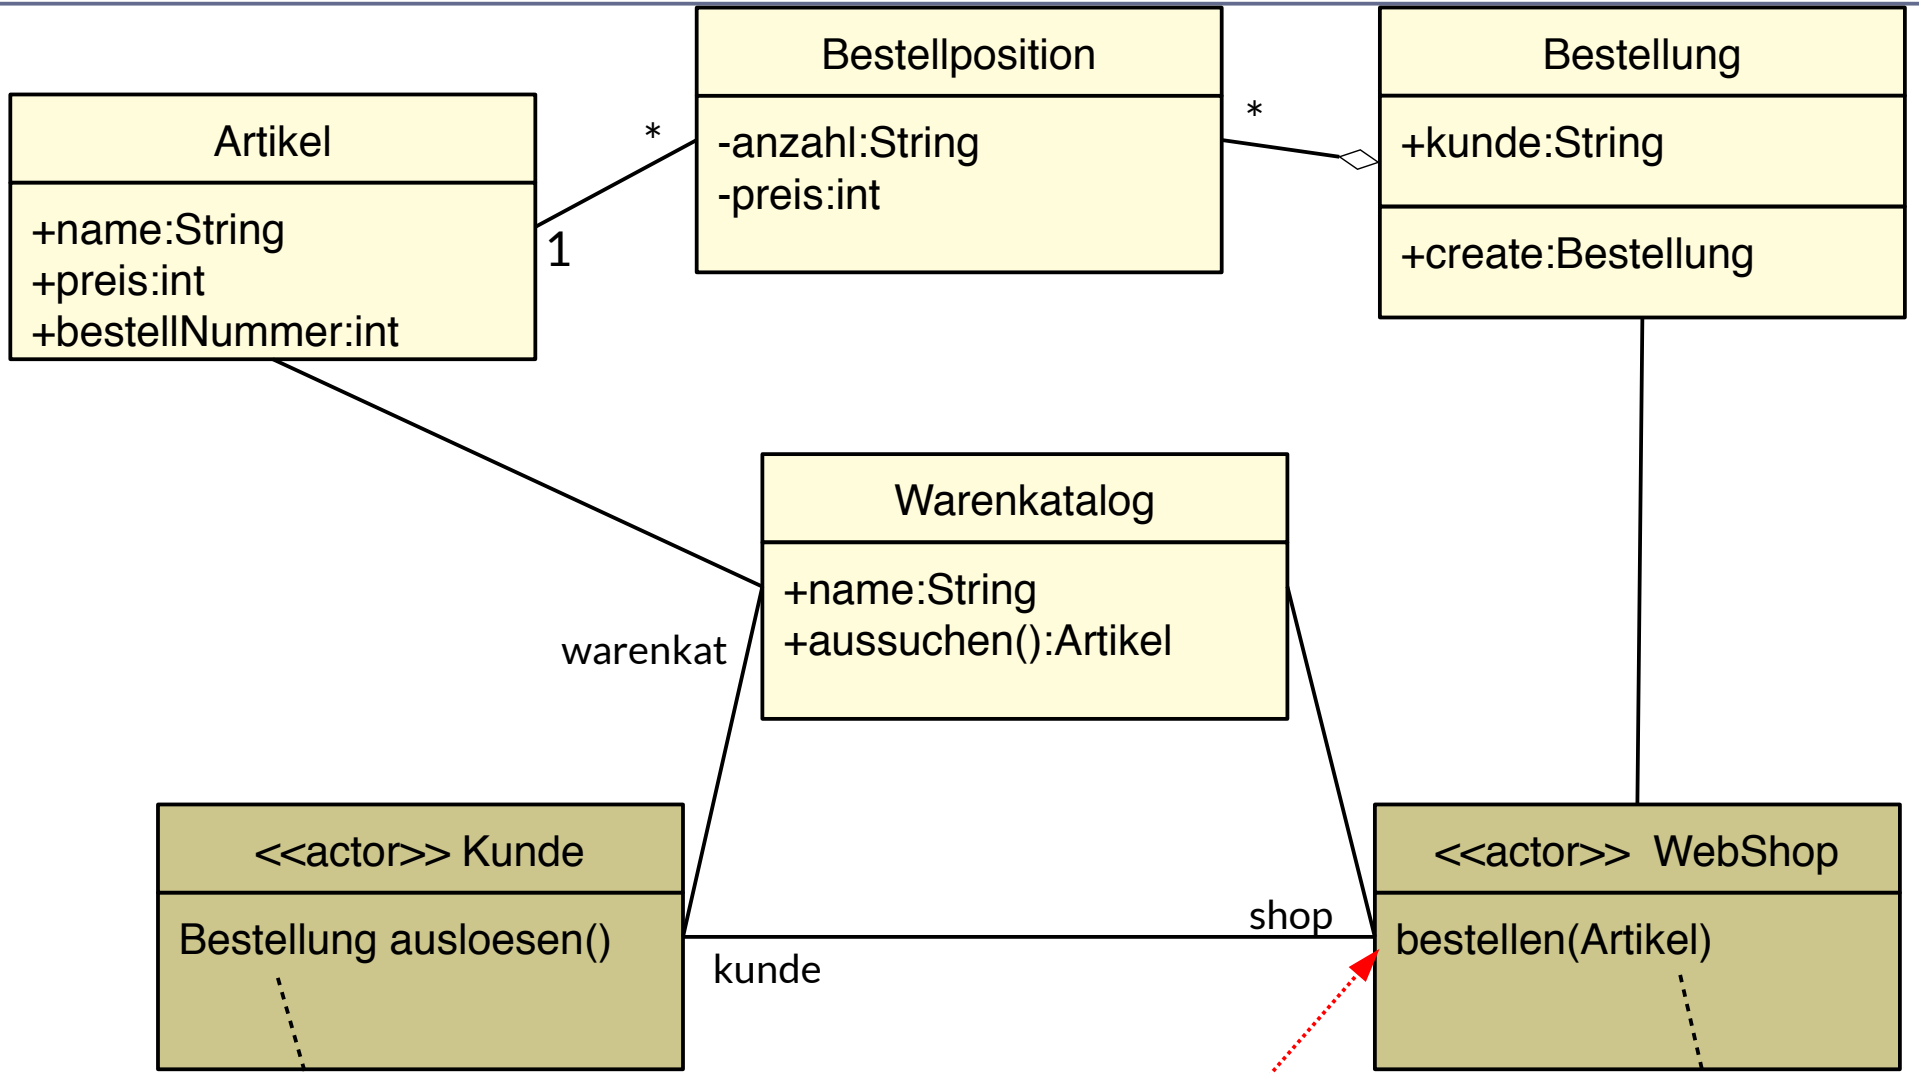 Bestellposition
-anzahl:String
-preis:int
*
*
Bestellung
+kunde:String
+create:Bestellung
Artikel
+name:String
+preis:int
+bestellNummer:int
1
Warenkatalog
+name:String
+aussuchen():Artikel
warenkat
<<actor>> Kunde
Bestellung ausloesen()
kunde
shop
<<actor>> WebShop
bestellen(Artikel)